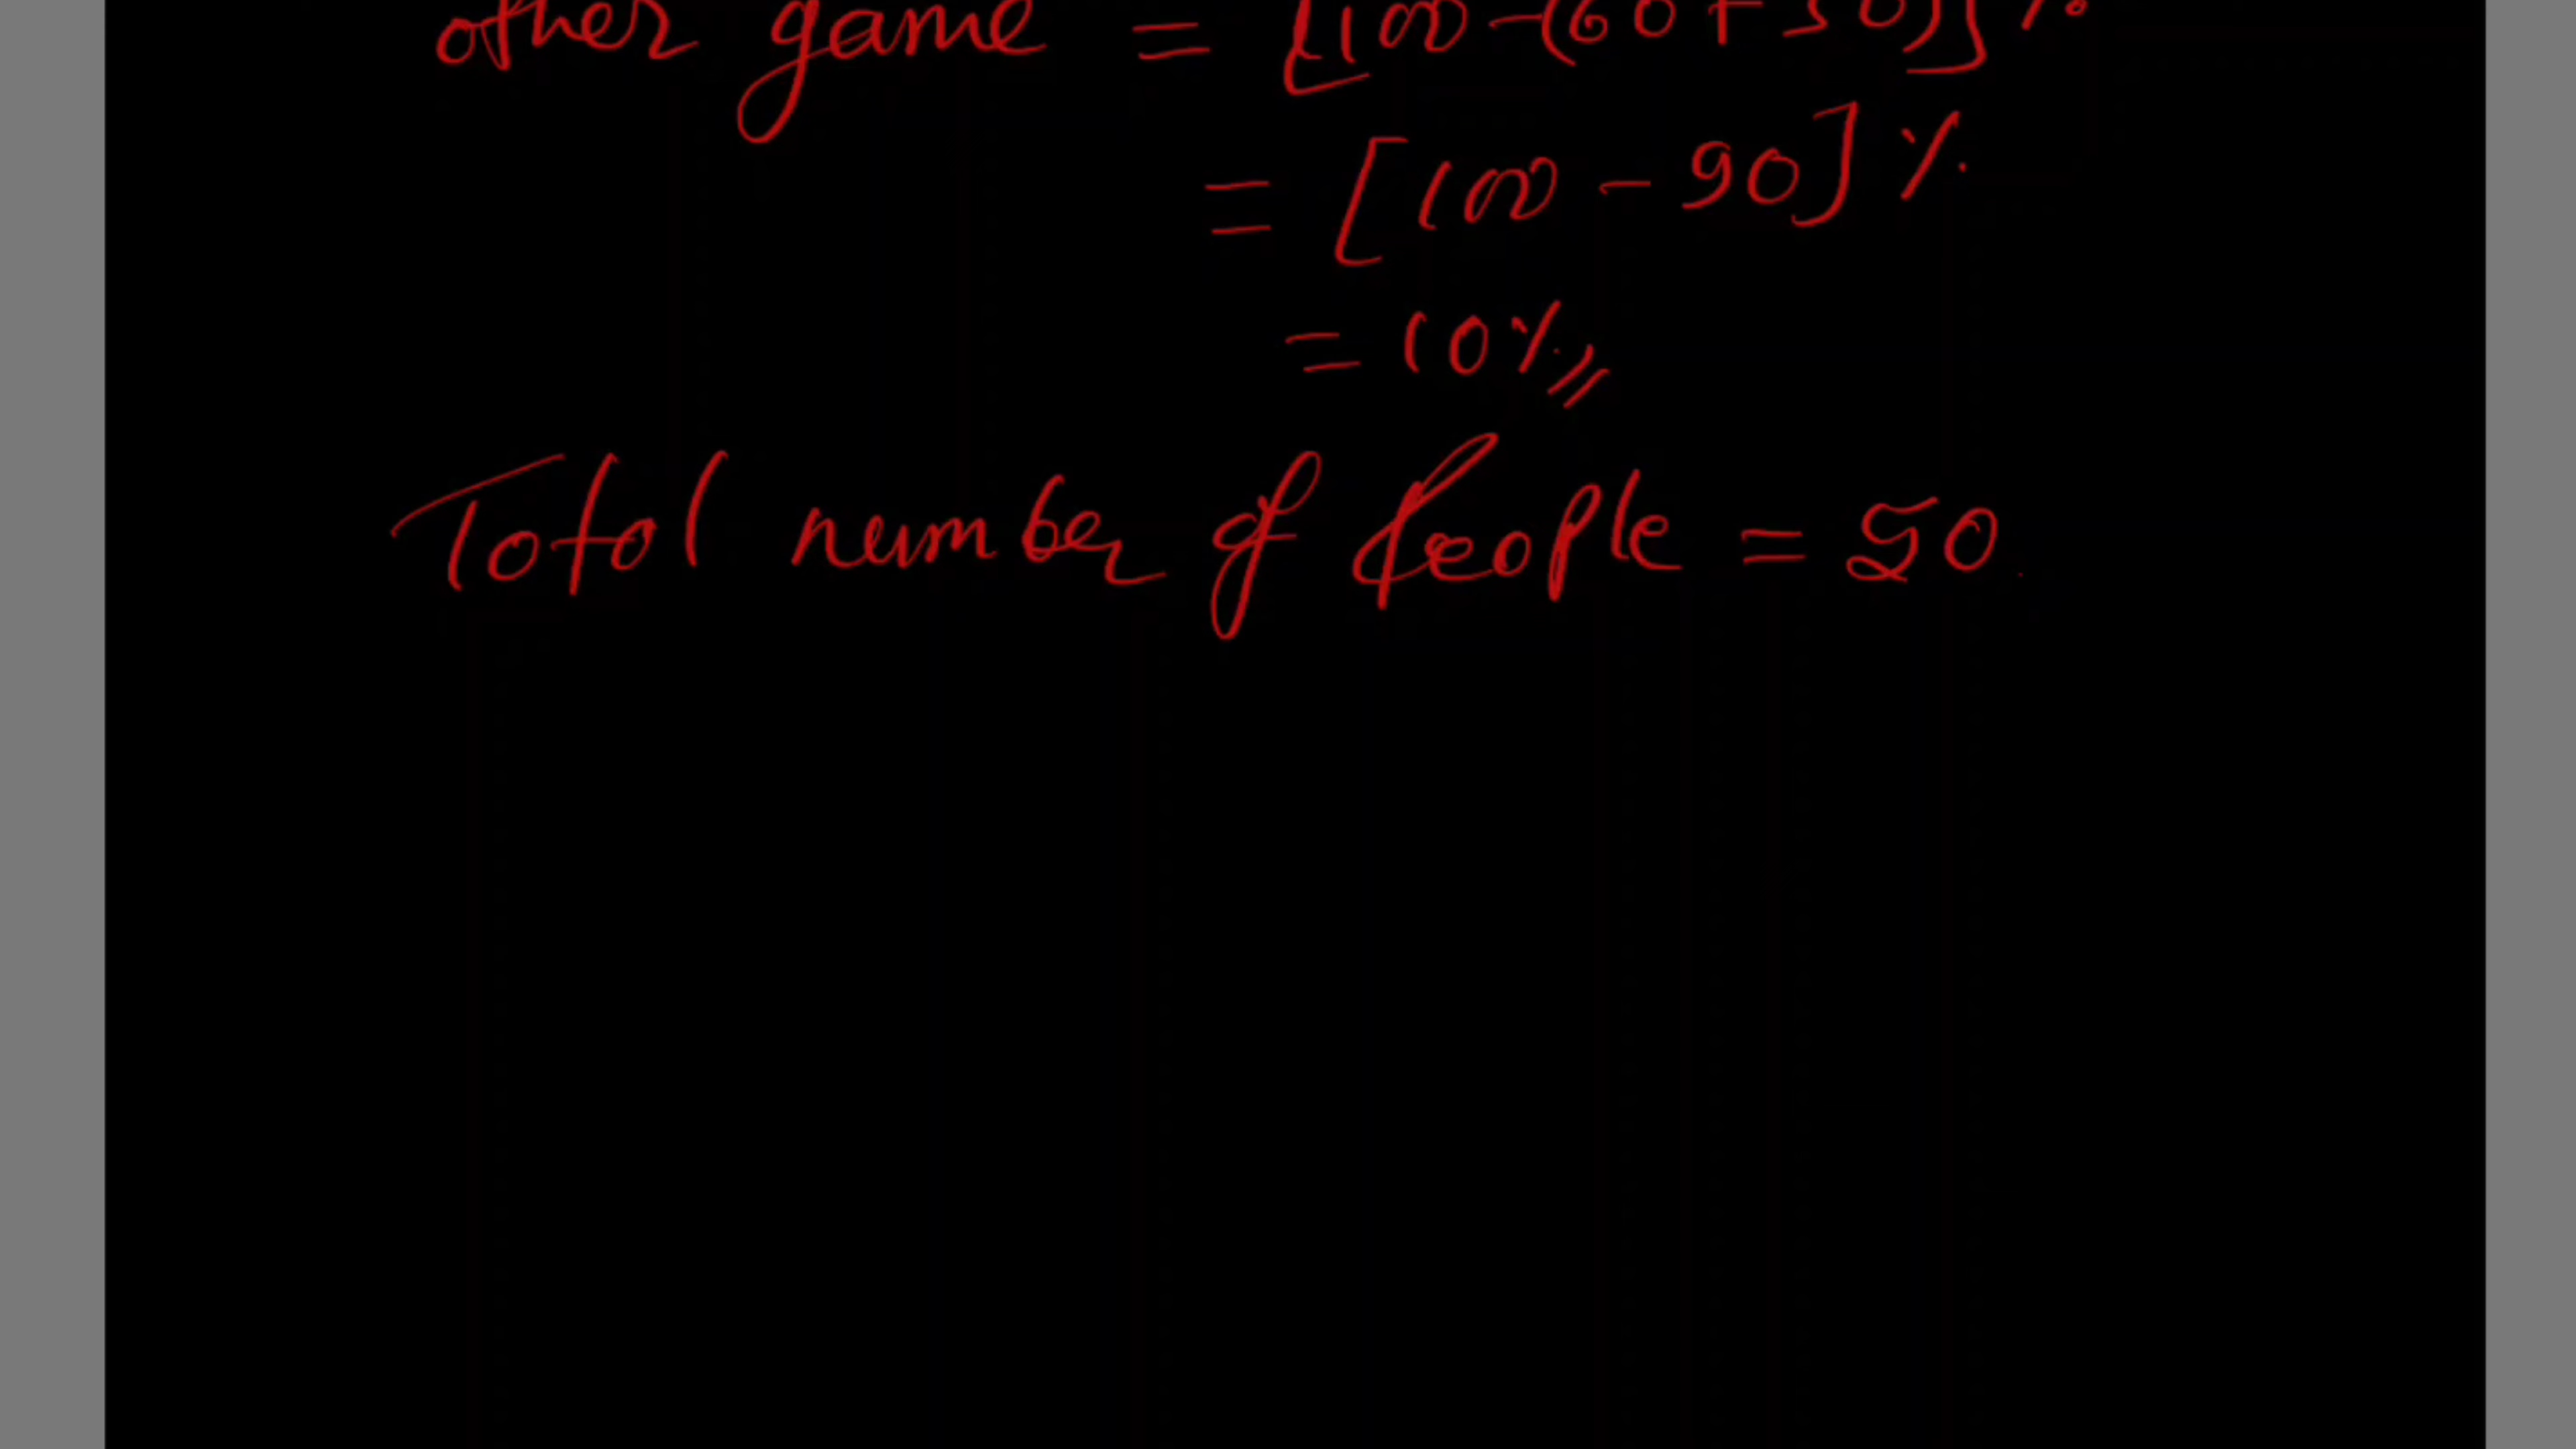 other game = [100-(60+30)]%
= [100-90]%
= 10%
Total number of people = 50.